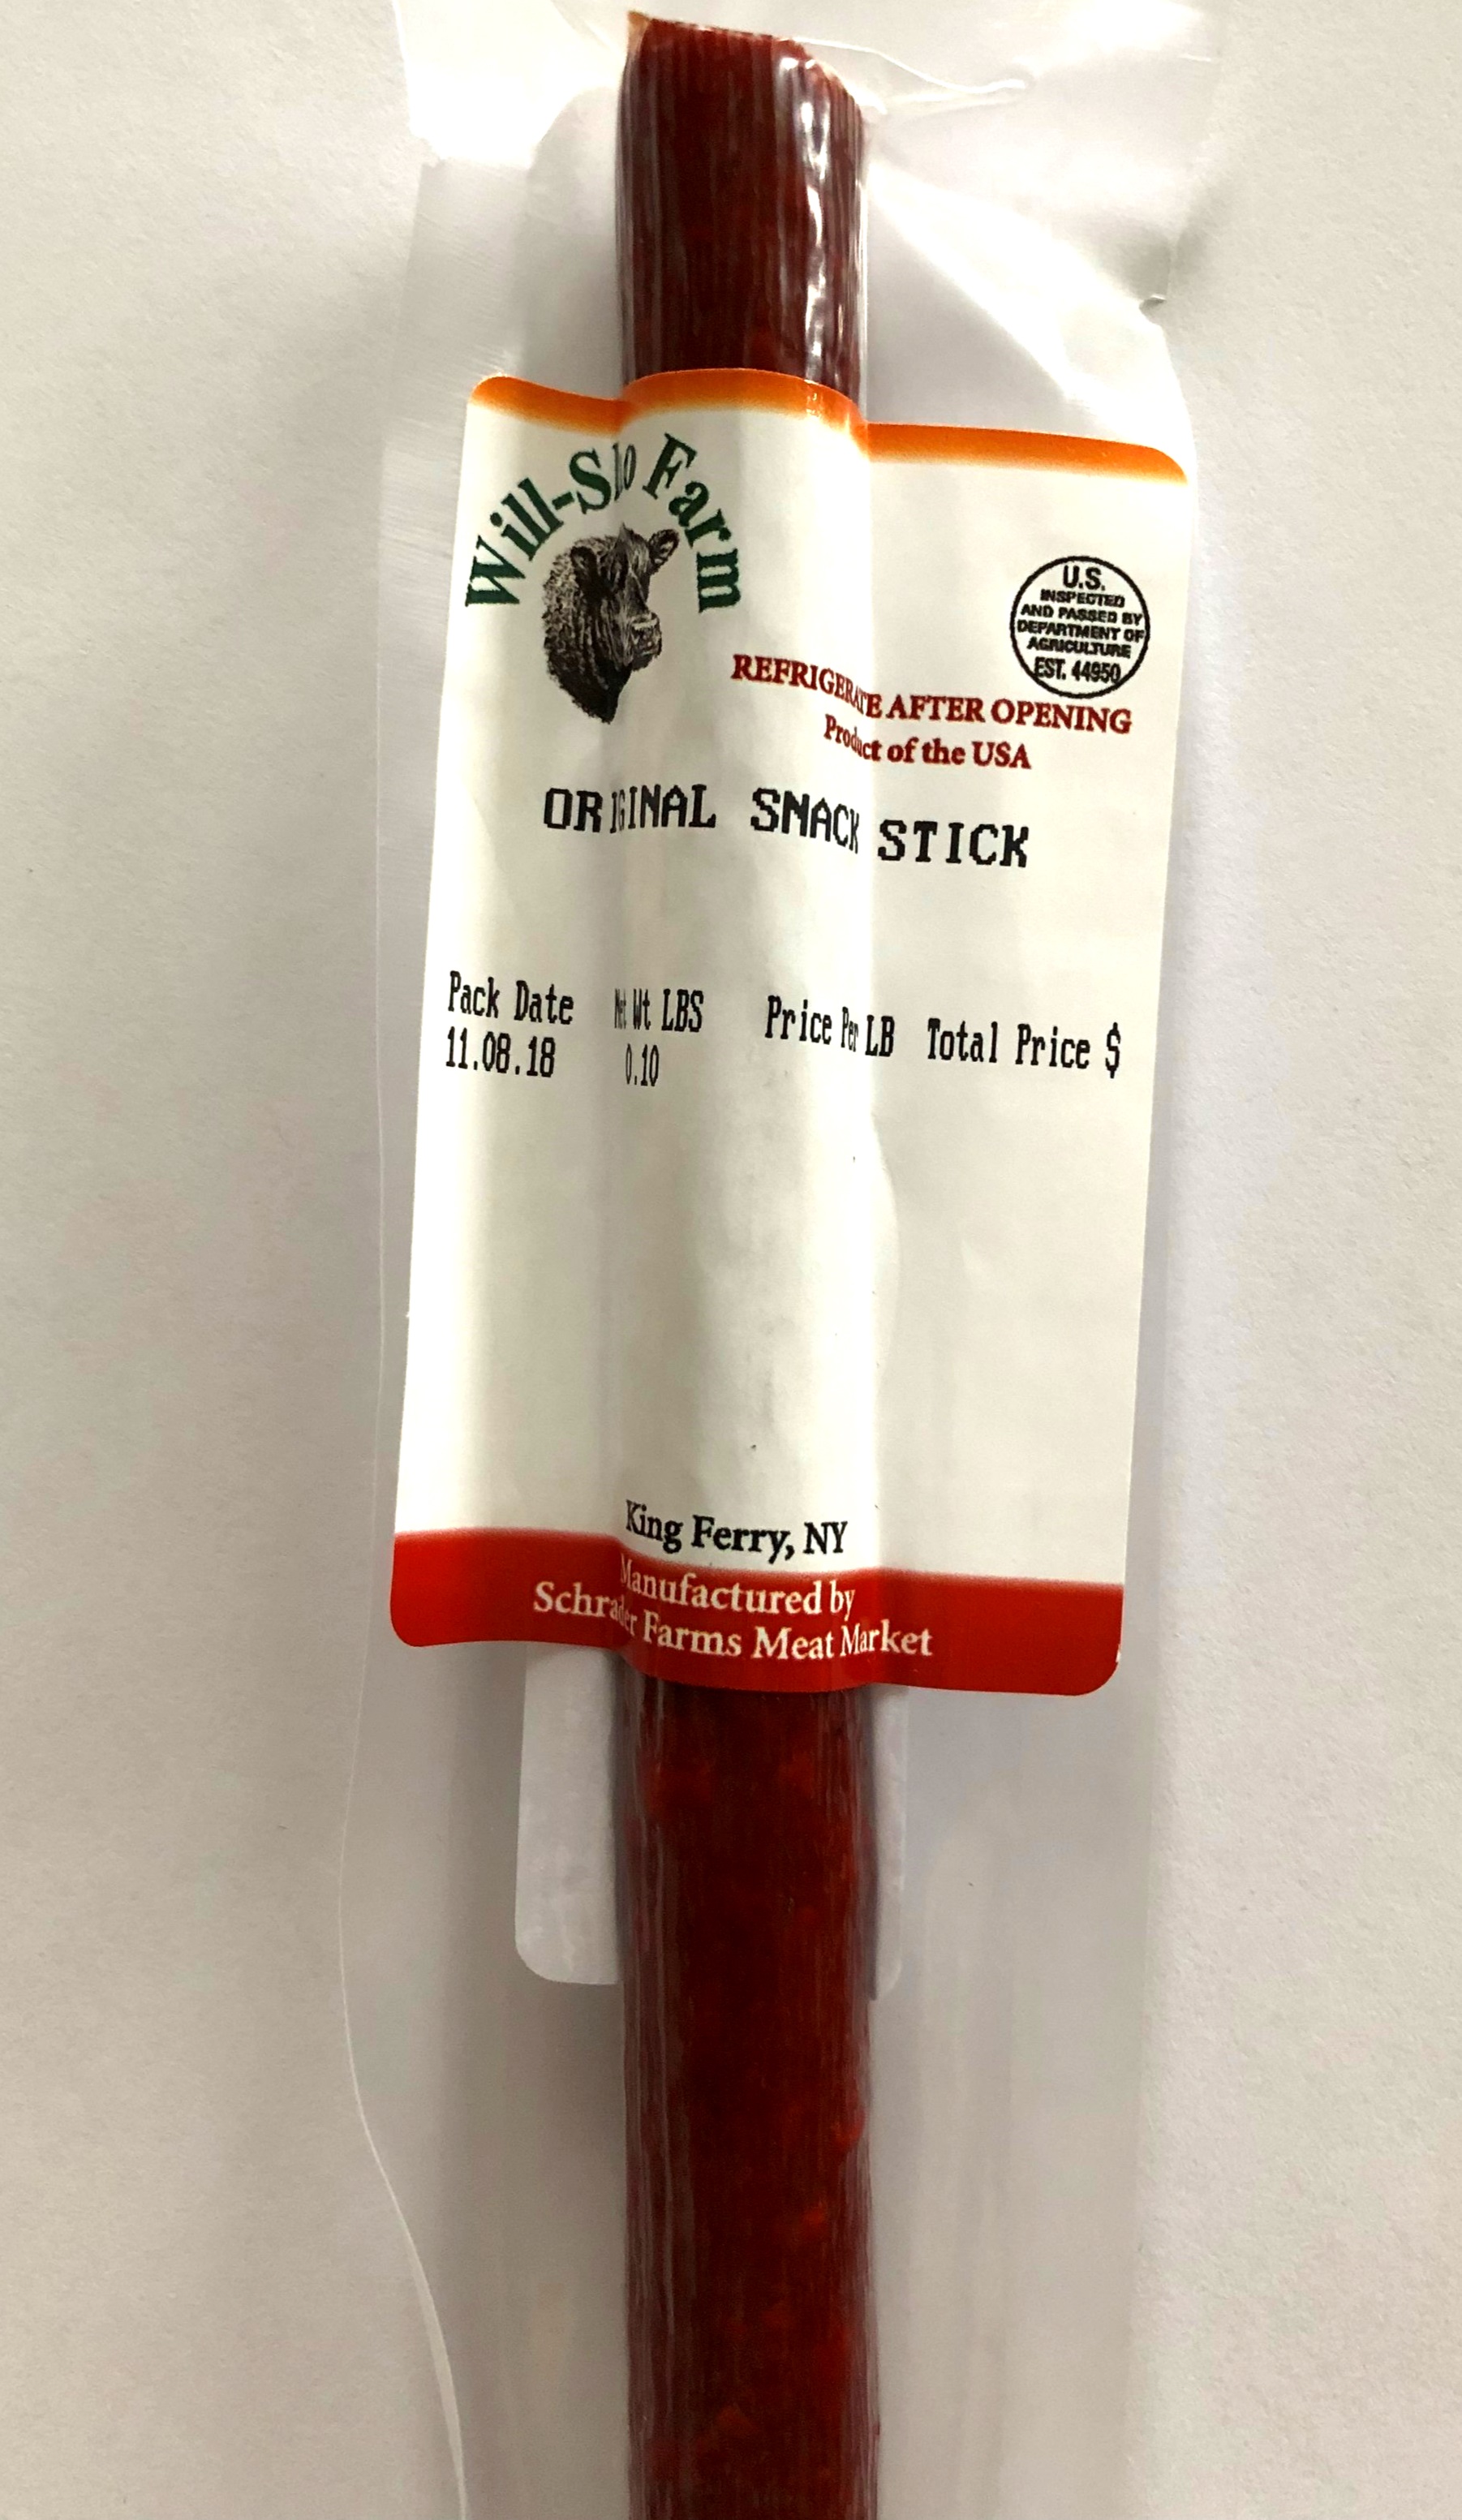 Will-Slo Farm
U.S.
INSPECTED
AND PASSED BY
DEPARTMENT OF
AGRICULTURE
EST. 44950
REFRIGERATE AFTER OPENING
Product of the USA
ORIGINAL SNACK STICK
Pack Date Net Wt LBS Price Per LB Total Price $
11.08.18 0.10
King Ferry, NY
Manufactured by
Schrader Farms Meat Market